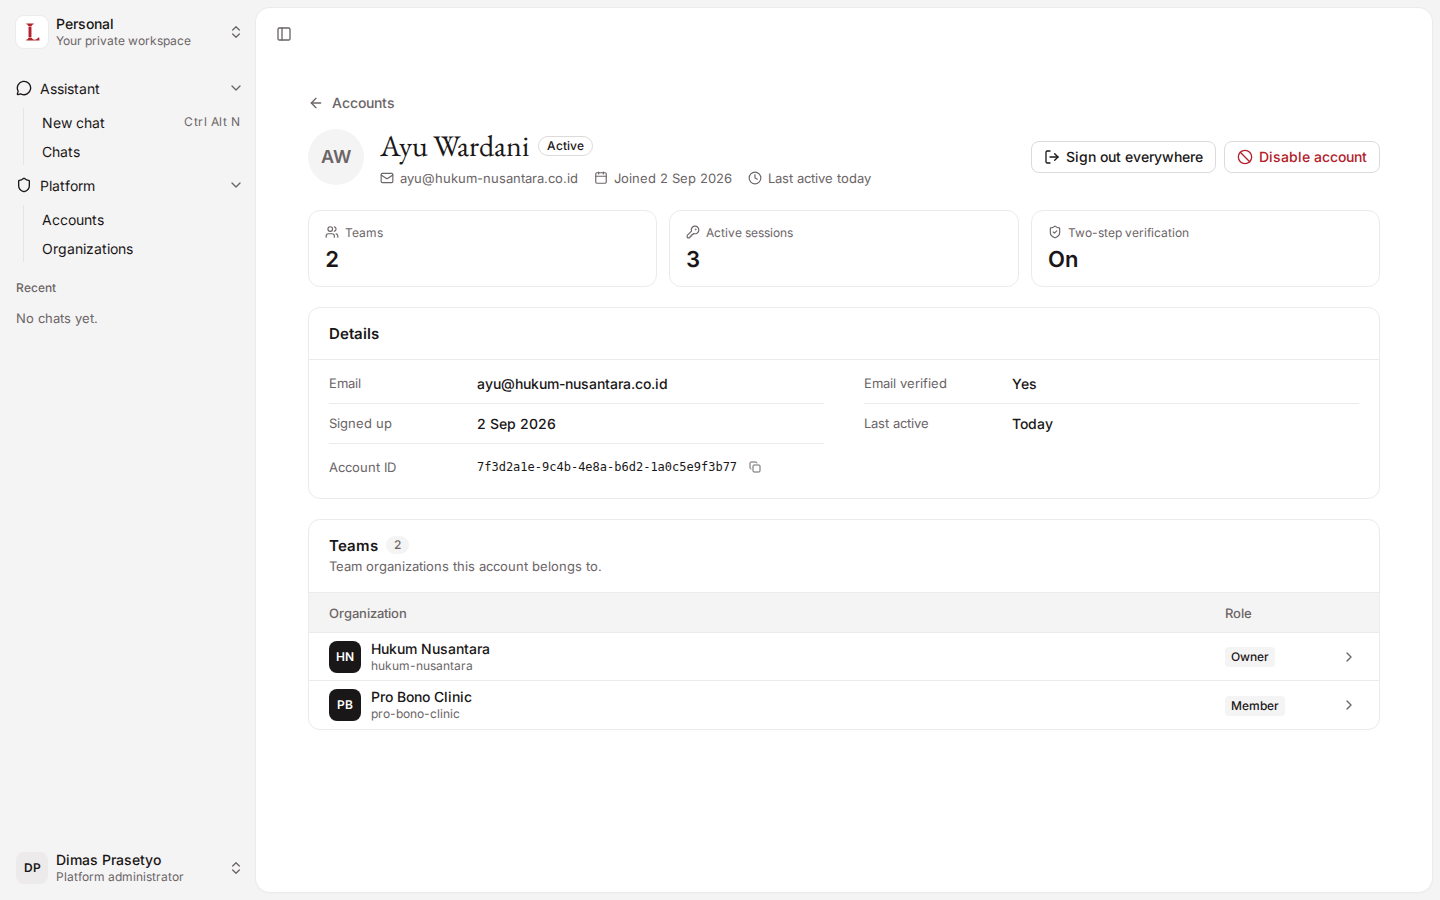 L
Personal
Your private workspace
Assistant
New chat
Ctrl Alt N
Chats
Platform
Accounts
Organizations
Recent
No chats yet.
DP
Dimas Prasetyo
Platform administrator
Accounts
AW
Ayu Wardani
Active
ayu@hukum-nusantara.co.id
Joined 2 Sep 2026
Last active today
Sign out everywhere
Disable account
Teams
2
Active sessions
3
Two-step verification
On
Details
Email
ayu@hukum-nusantara.co.id
Email verified
Yes
Signed up
2 Sep 2026
Last active
Today
Account ID
7f3d2a1e-9c4b-4e8a-b6d2-1a0c5e9f3b77
Teams 2
Team organizations this account belongs to.
Organization
Role
HN
Hukum Nusantara
hukum-nusantara
Owner
PB
Pro Bono Clinic
pro-bono-clinic
Member